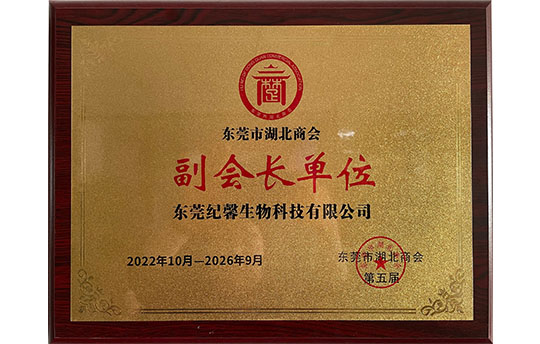 东莞市湖北商会
副会长单位
东莞纪馨生物科技有限公司
2022年10月—2026年9月
东莞市湖北商会
第五届